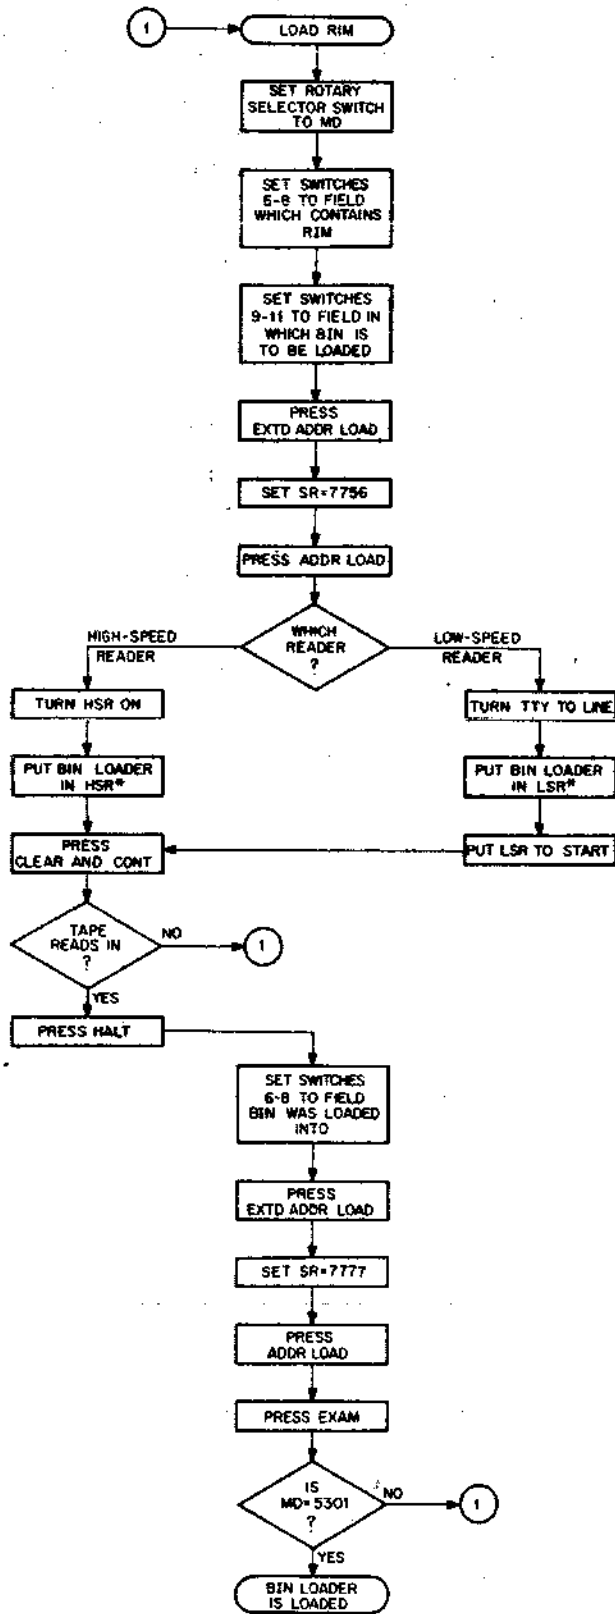 1
LOAD RIM
SET ROTARY
SELECTOR SWITCH
TO MD
SET SWITCHES
6-8 TO FIELD
WHICH CONTAINS
RIM
SET SWITCHES
9-11 TO FIELD IN
WHICH BIN IS
TO BE LOADED
PRESS
EXTD ADDR LOAD
SET SR=7756
PRESS ADDR LOAD
WHICH
READER
?
HIGH-SPEED
READER
LOW-SPEED
READER
TURN HSR ON
TURN TTY TO LINE
PUT BIN LOADER
IN HSR*
PUT BIN LOADER
IN LSR*
PRESS
CLEAR AND CONT
PUT LSR TO START
TAPE
READS IN
?
NO
1
YES
PRESS HALT
SET SWITCHES
6-8 TO FIELD
BIN WAS LOADED
INTO
PRESS
EXTD ADDR LOAD
SET SR=7777
PRESS
ADDR LOAD
PRESS EXAM
IS
MD=5301
?
NO
1
YES
BIN LOADER
IS LOADED